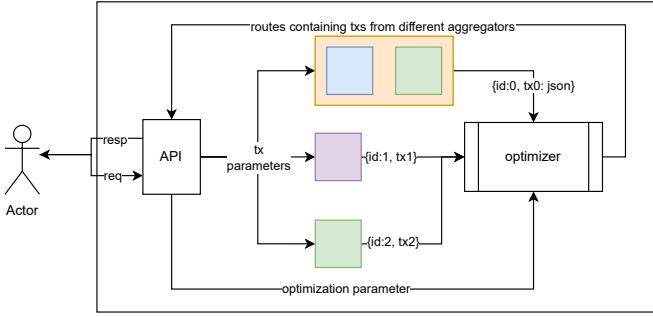 routes containing txs from different aggregators
{id:0, tx0: json}
resp
API
tx
parameters
{id:1, tx1}
optimizer
req
Actor
{id:2, tx2}
optimization parameter